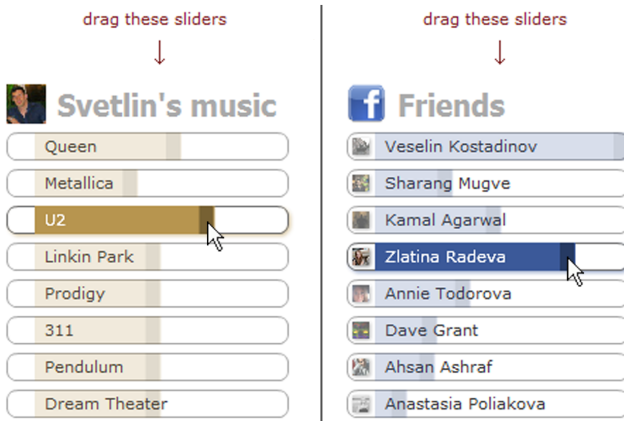 drag these sliders
↓
Svetlin's music
Queen
Metallica
U2
Linkin Park
Prodigy
311
Pendulum
Dream Theater
drag these sliders
↓
f Friends
Veselin Kostadinov
Sharang Mugve
Kamal Agarwal
Zlatina Radeva
Annie Todorova
Dave Grant
Ahsan Ashraf
Anastasia Poliakova